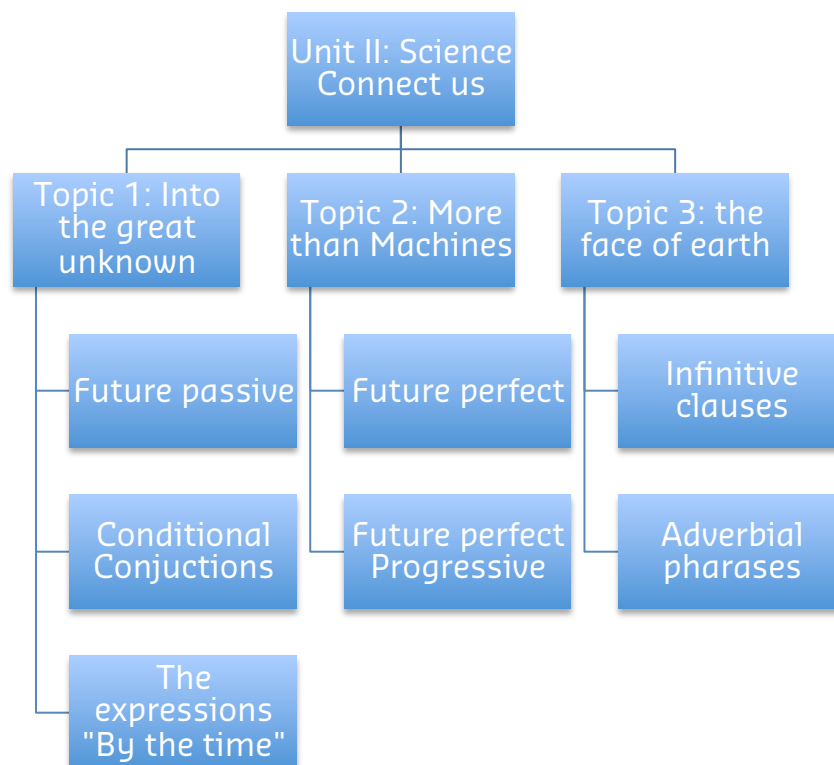 Unit II: Science
Connect us
Topic 1: Into
the great
unknown
Topic 2: More
than Machines
Topic 3: the
face of earth
Future passive
Future perfect
Infinitive
clauses
Conditional
Conjuctions
Future perfect
Progressive
Adverbial
pharases
The
expressions
"By the time"